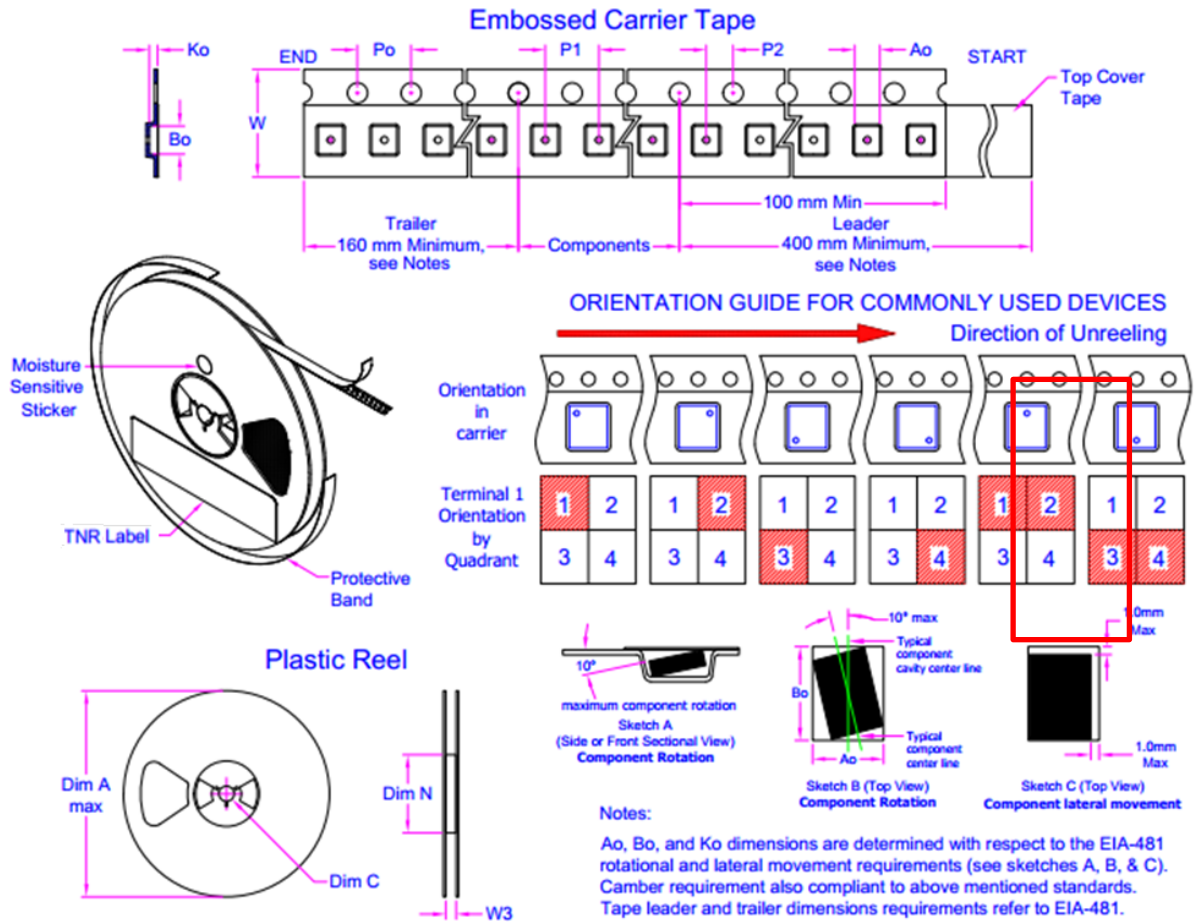 Embossed Carrier Tape
Ko
END
Po
P1
P2
Ao
START
Top Cover
Tape
W
Bo
100 mm Min
Trailer
160 mm Minimum,
see Notes
Components
Leader
400 mm Minimum,
see Notes
ORIENTATION GUIDE FOR COMMONLY USED DEVICES
Direction of Unreeling
Moisture
Sensitive
Sticker
TNR Label
Protective
Band
Orientation
in
carrier
Terminal 1
Orientation
by
Quadrant
1 2 1 2 1 2 1 2 1 2 1 2
3 4 3 4 3 4 3 4 3 4 3 4
10°
maximum component rotation
Sketch A
(Side or Front Sectional View)
Component Rotation
10° max
Typical
component
cavity center line
Bo
Ao
Typical
component
center line
Sketch B (Top View)
Component Rotation
1.0mm
Max
1.0mm
Max
Sketch C (Top View)
Component lateral movement
Plastic Reel
Dim A
max
Dim N
Dim C
W3
Notes:
Ao, Bo, and Ko dimensions are determined with respect to the EIA-481
rotational and lateral movement requirements (see sketches A, B, & C).
Camber requirement also compliant to above mentioned standards.
Tape leader and trailer dimensions requirements refer to EIA-481.